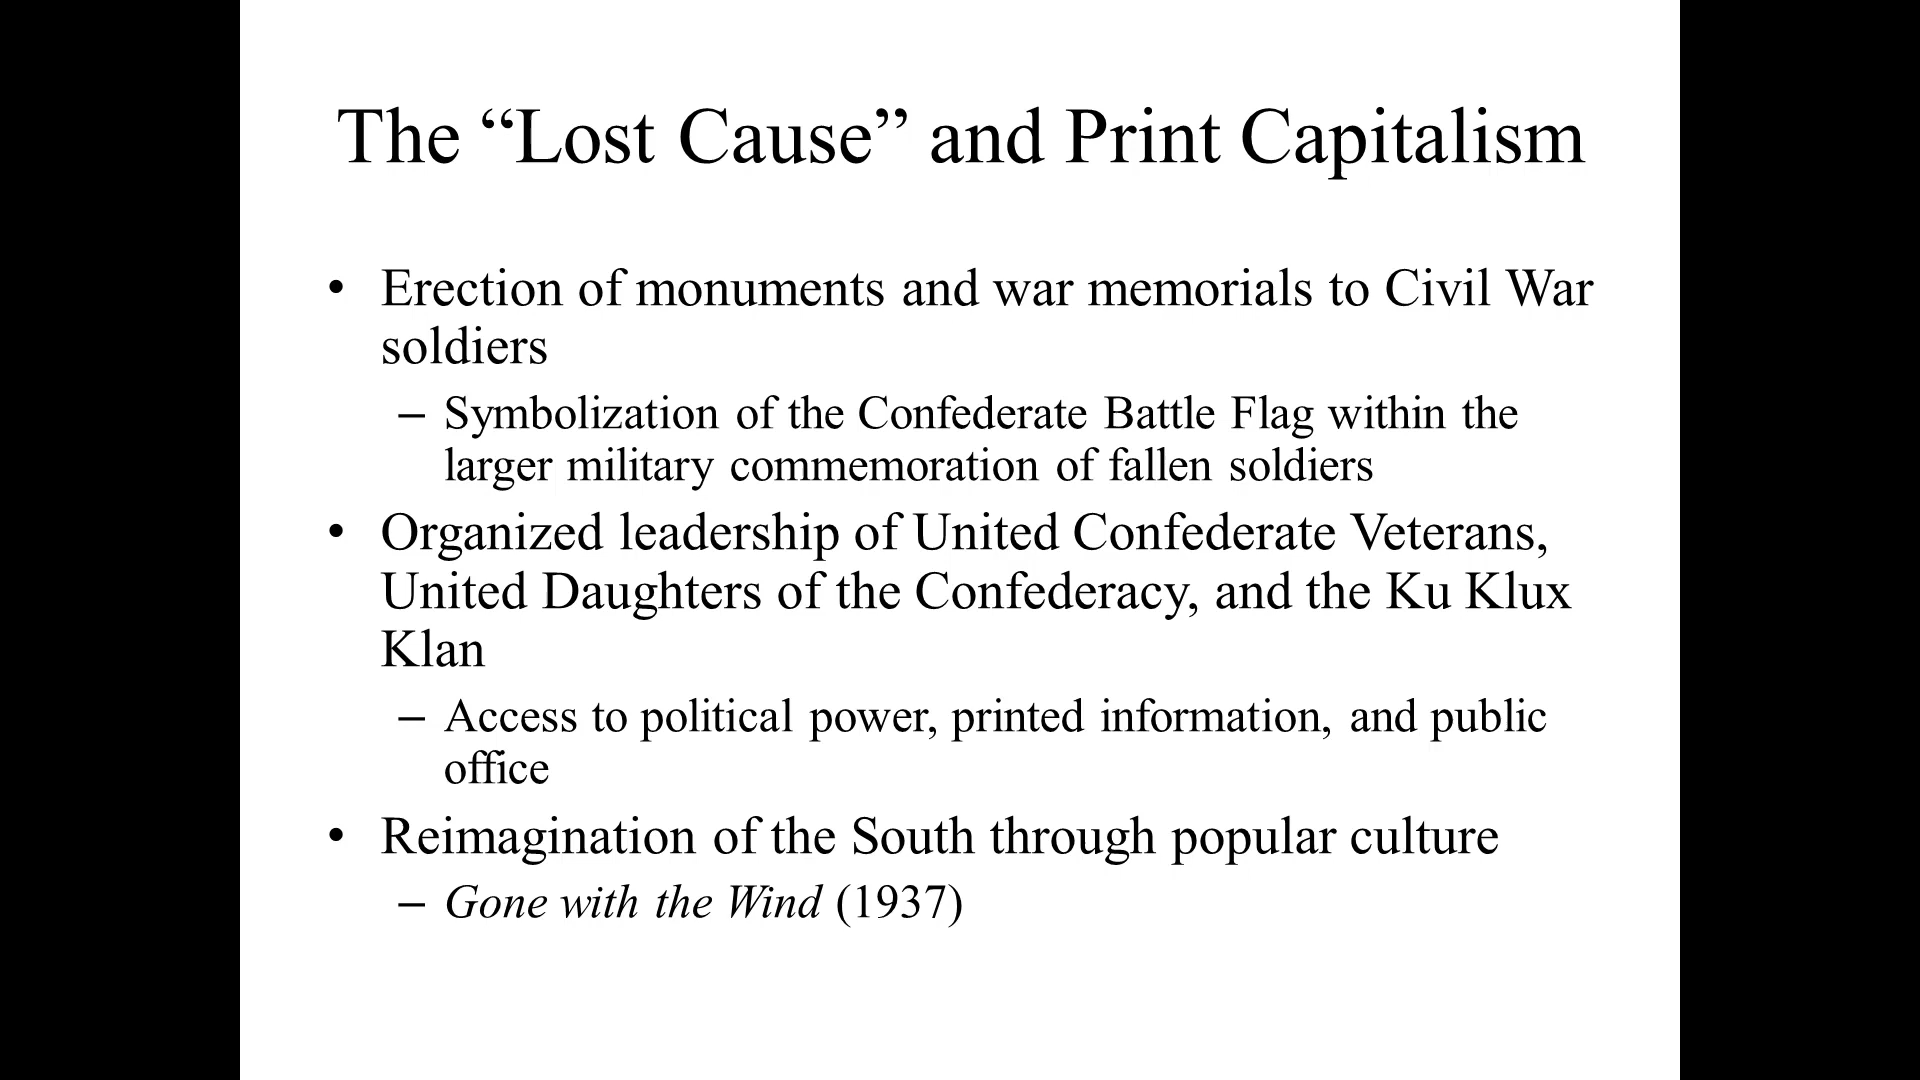 The “Lost Cause” and Print Capitalism
• Erection of monuments and war memorials to Civil War
soldiers
– Symbolization of the Confederate Battle Flag within the
larger military commemoration of fallen soldiers
• Organized leadership of United Confederate Veterans,
United Daughters of the Confederacy, and the Ku Klux
Klan
– Access to political power, printed information, and public
office
• Reimagination of the South through popular culture
– Gone with the Wind (1937)